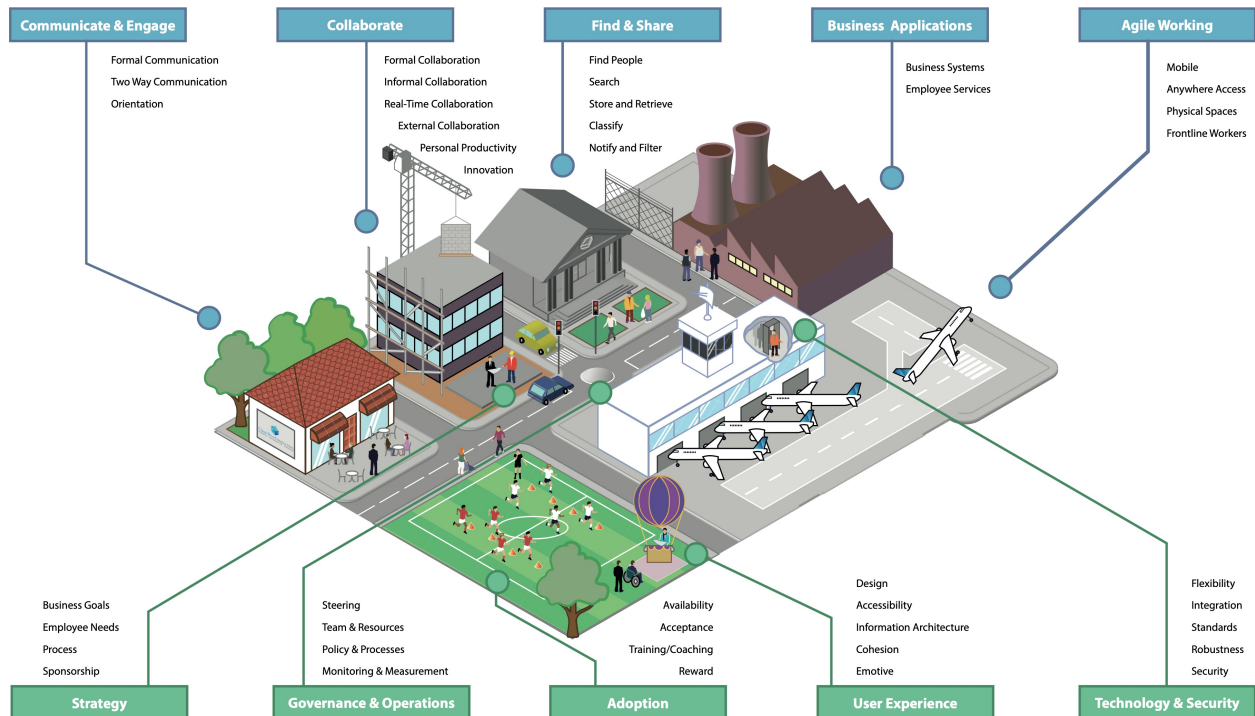 Communicate & Engage
Formal Communication
Two Way Communication
Orientation
Collaborate
Formal Collaboration
Informal Collaboration
Real-Time Collaboration
External Collaboration
Personal Productivity
Innovation
Find & Share
Find People
Search
Store and Retrieve
Classify
Notify and Filter
Business Applications
Business Systems
Employee Services
Agile Working
Mobile
Anywhere Access
Physical Spaces
Frontline Workers
Business Goals
Employee Needs
Process
Sponsorship
Strategy
Steering
Team & Resources
Policy & Processes
Monitoring & Measurement
Governance & Operations
Availability
Acceptance
Training/Coaching
Reward
Adoption
Design
Accessibility
Information Architecture
Cohesion
Emotive
User Experience
Flexibility
Integration
Standards
Robustness
Security
Technology & Security